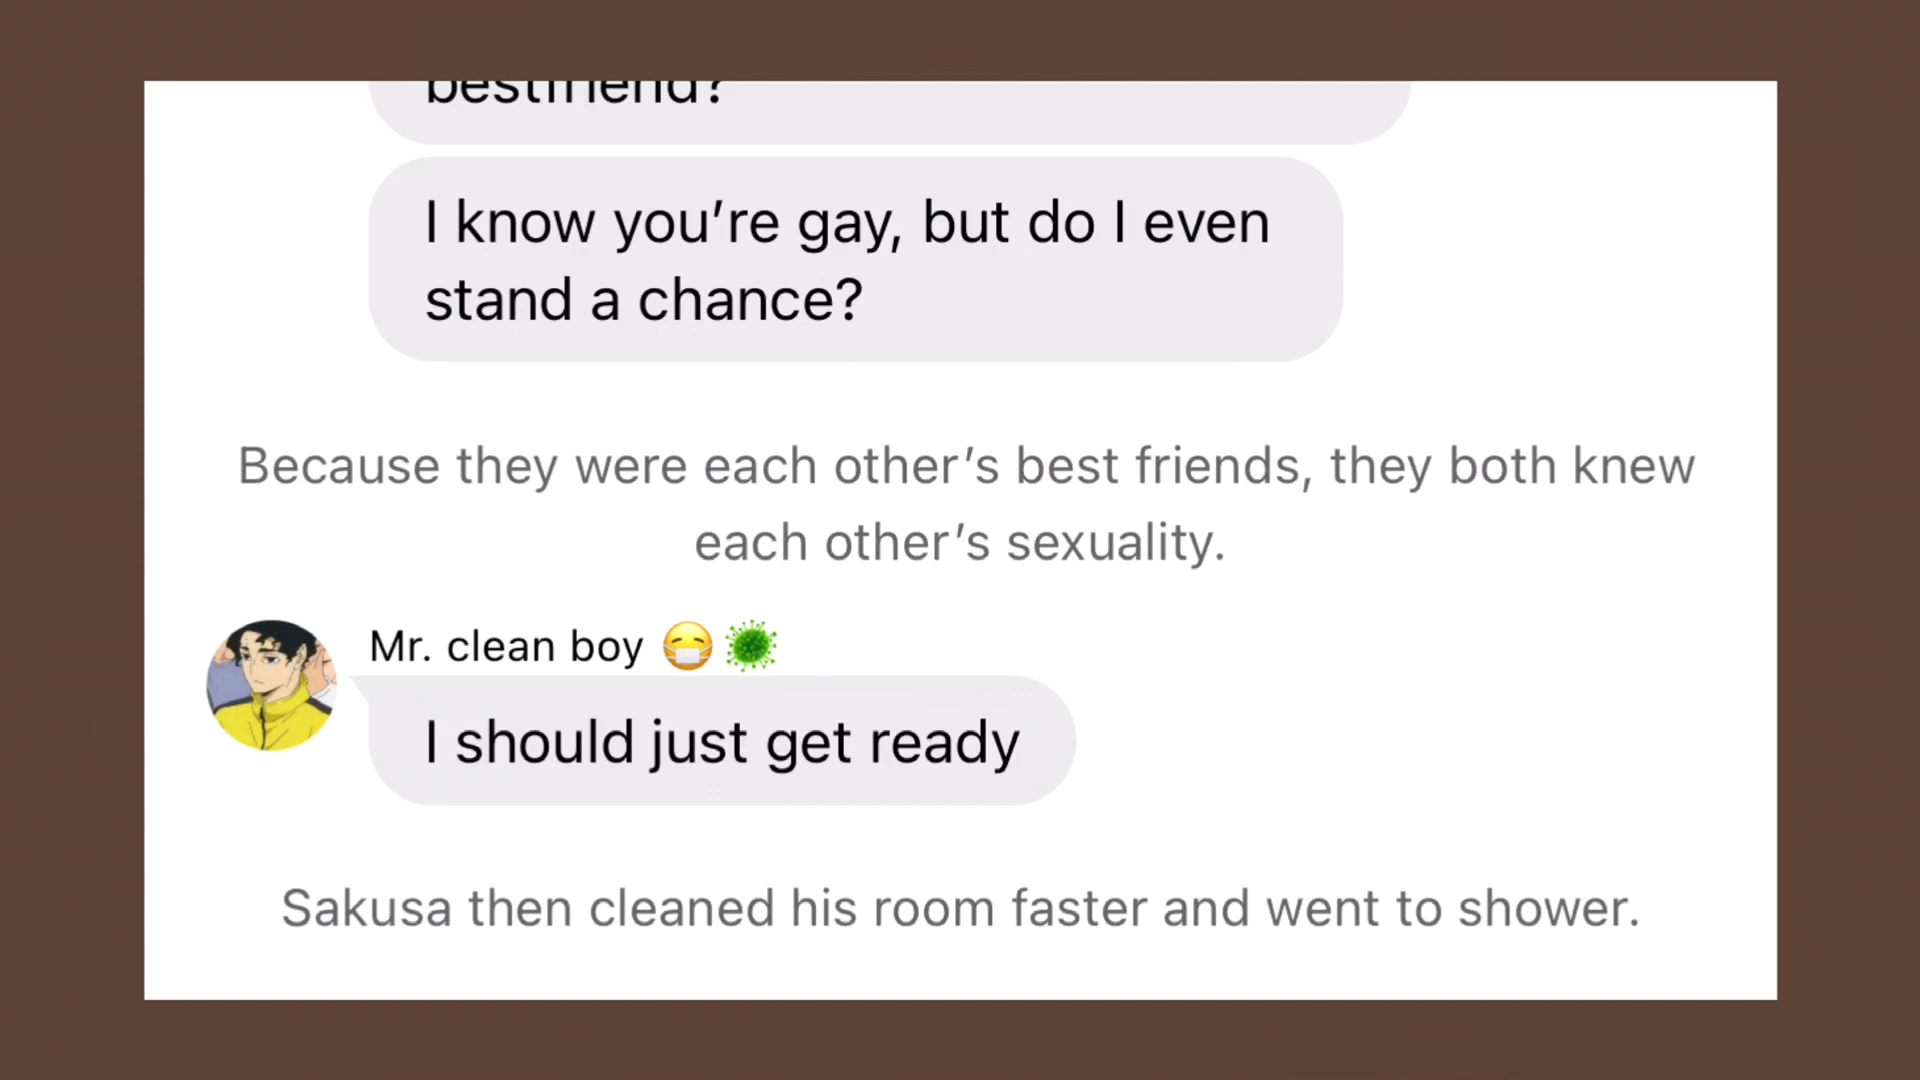 bestfriend?
I know you’re gay, but do I even
stand a chance?
Because they were each other’s best friends, they both knew
each other’s sexuality.
Mr. clean boy 😷🦠
I should just get ready
Sakusa then cleaned his room faster and went to shower.